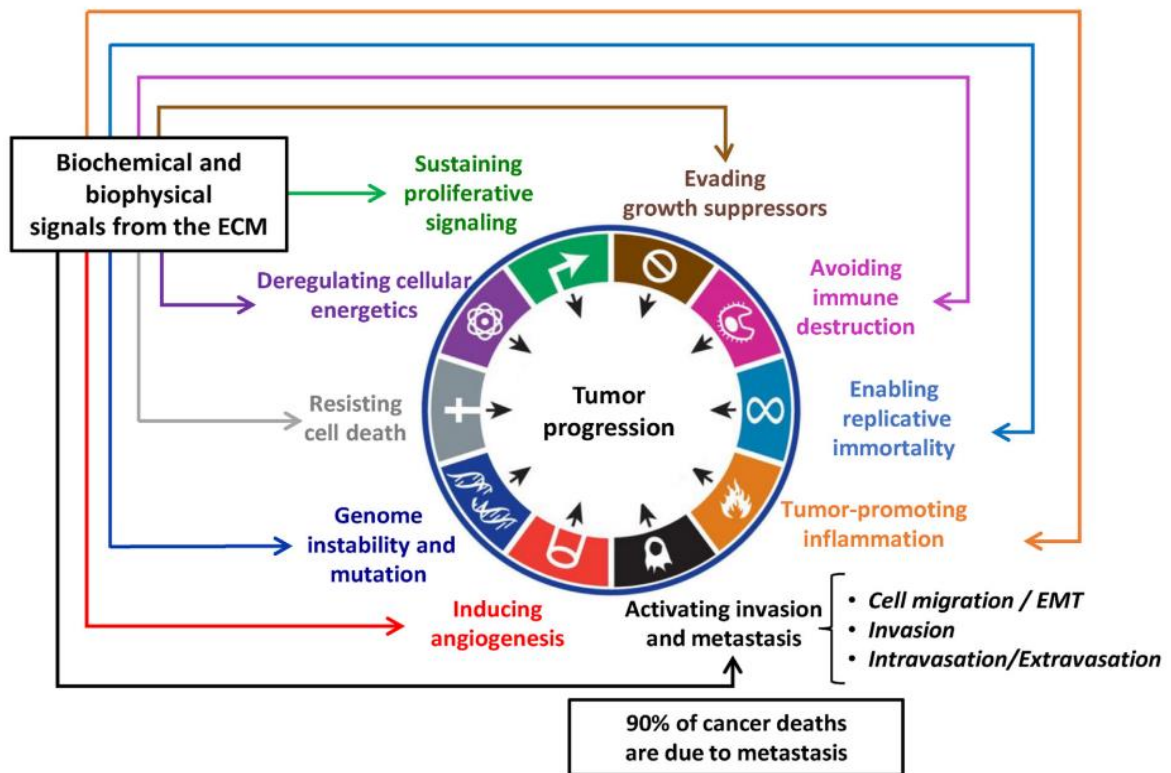 Biochemical and
biophysical
signals from the ECM
Sustaining
proliferative
signaling
Evading
growth suppressors
Deregulating cellular
energetics
Avoiding
immune
destruction
Resisting
cell death
Tumor
progression
Enabling
replicative
immortality
Genome
instability and
mutation
Tumor-promoting
inflammation
Inducing
angiogenesis
Activating invasion
and metastasis
• Cell migration / EMT
• Invasion
• Intravasation/Extravasation
90% of cancer deaths
are due to metastasis